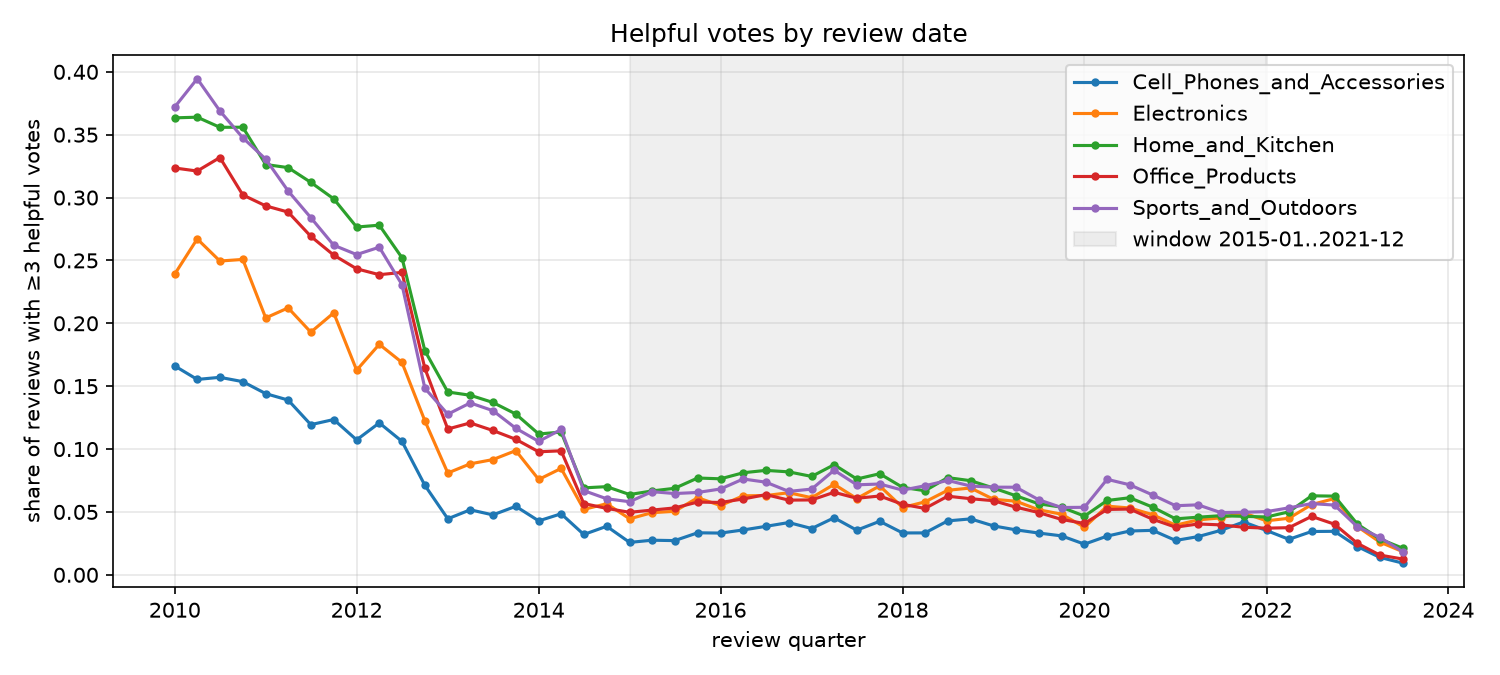 Helpful votes by review date
share of reviews with ≥3 helpful votes
0.40
0.35
0.30
0.25
0.20
0.15
0.10
0.05
0.00
Cell_Phones_and_Accessories
Electronics
Home_and_Kitchen
Office_Products
Sports_and_Outdoors
window 2015-01..2021-12
2010 2012 2014 2016 2018 2020 2022 2024
review quarter